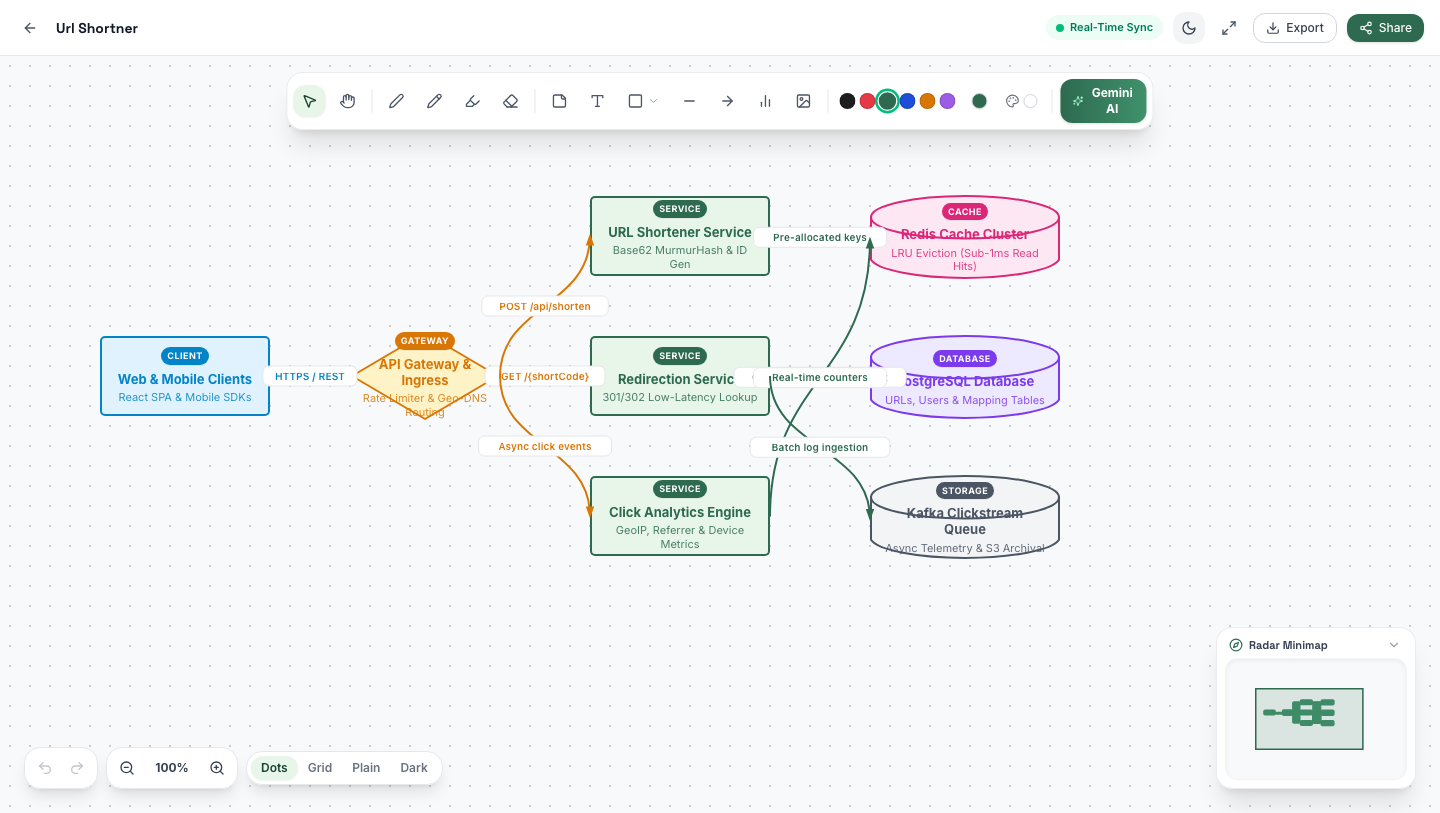 Url Shortner
Real-Time Sync
Export
Share
Gemini
AI
SERVICE
URL Shortener Service
Base62 MurmurHash & ID
Gen
Pre-allocated keys
CACHE
Redis Cache Cluster
LRU Eviction (Sub-1ms Read
Hits)
POST /api/shorten
CLIENT
Web & Mobile Clients
React SPA & Mobile SDKs
HTTPS / REST
GATEWAY
API Gateway &
Ingress
Rate Limiter & Geo-DNS
Routing
GET /{shortCode}
SERVICE
Redirection
301/302 Low-Latency Lookup
Real-time counters
DATABASE
Database
URLs, Users & Mapping Tables
Async click events
Batch log ingestion
SERVICE
Click Analytics Engine
GeoIP, Referrer & Device
Metrics
STORAGE
Kafka Clickstream
Queue
Async Telemetry & S3 Archival
Radar Minimap
100%
Dots
Grid
Plain
Dark